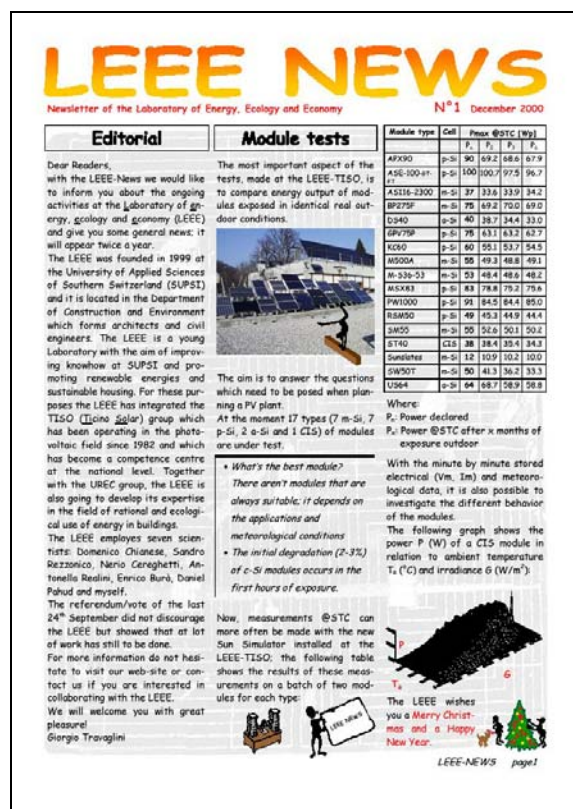 LEEE NEWS
Newsletter of the Laboratory of Energy, Ecology and Economy
N°1 December 2000
Editorial
Dear Readers,
with the LEEE-News we would like
to inform you about the ongoing
activities at the Laboratory of en-
ergy, ecology and economy (LEEE)
and give you some general news; it
will appear twice a year.
The LEEE was founded in 1999 at
the University of Applied Sciences
of Southern Switzerland (SUPSI)
and it is located in the Department
of Construction and Environment
which forms architects and civil
engineers. The LEEE is a young
Laboratory with the aim of improv-
ing knowhow at SUPSI and pro-
moting renewable energies and
sustainable housing. For these pur-
poses the LEEE has integrated the
TISO (Ticino Solar) group which
has been operating in the photo-
voltaic field since 1982 and which
has become a competence centre
at the national level. Together
with the UREC group, the LEEE is
also going to develop its expertise
in the field of rational and ecologi-
cal use of energy in buildings.
The LEEE employes seven scien-
tists: Domenico Chianese, Sandro
Rezzonico, Nerio Cereghetti, An-
tonella Realini, Enrico Burà, Daniel
Pahud and myself.
The referendum/vote of the last
24th September did not discourage
the LEEE but showed that at lot
of work has still to be done.
For more information do not hesi-
tate to visit our web-site or con-
tact us if you are interested in
collaborating with the LEEE.
We will welcome you with great
pleasure!
Giorgio Travaglini
Module tests
The most important aspect of the
tests, made at the LEEE-TISO, is
to compare energy output of mod-
ules exposed in identical real out-
door conditions.
The aim is to answer the questions
which need to be posed when plan-
ning a PV plant.
At the moment 17 types (7 m-Si, 7
p-Si, 2 a-Si and 1 CIS) of modules
are under test.
• What's the best module?
There aren't modules that are
always suitable; it depends on
the applications and
meteorological conditions
• The initial degradation (2-3%)
of c-Si modules occurs in the
first hours of exposure.
Now, measurements @STC can
more often be made with the new
Sun Simulator installed at the
LEEE-TISO; the following table
shows the results of these meas-
urements on a batch of two mod-
ules for each type:
LEEE NEWS
Module type Cell Pmax @STC [Wp]
APX90 p-Si 90 69.2 68.6 67.9
ASE-100 p-Si 100 100.7 97.5 96.7
ASI16-2300 m-Si 37 33.6 33.9 34.2
BP275F m-Si 75 69.2 70.0 69.0
DS40 a-Si 40 38.7 34.4 33.0
GPV75P p-Si 75 63.1 63.2 62.7
KC60 p-Si 60 55.1 53.7 54.5
M500A m-Si 55 49.3 48.8 49.1
M-S36-53 m-Si 53 48.4 48.6 48.2
MSX83 p-Si 83 78.8 75.2 75.6
PW1000 p-Si 91 84.5 84.4 85.0
RSM50 p-Si 49 45.3 44.9 44.4
SM55 m-Si 55 52.6 50.1 50.2
ST40 CIS 38 38.4 35.4 34.3
Sunslates m-Si 12 10.9 10.2 10.0
SW50T m-Si 50 41.3 36.2 33.3
US64 a-Si 64 68.7 58.9 58.8
Where:
Power declared
Power @STC after x months of
exposure outdoor
With the minute by minute stored
electrical (Vm, Im) and meteoro-
logical data, it is also possible to
investigate the different behavior
of the modules.
The following graph shows the
power P (W) of a CIS module in
relation to ambient temperature
Ta (°C) and irradiance G (W/m²):
P
Ta
G
The LEEE wishes
you a Merry Christ-
mas and a Happy
New Year.
LEEE-NEWS page1